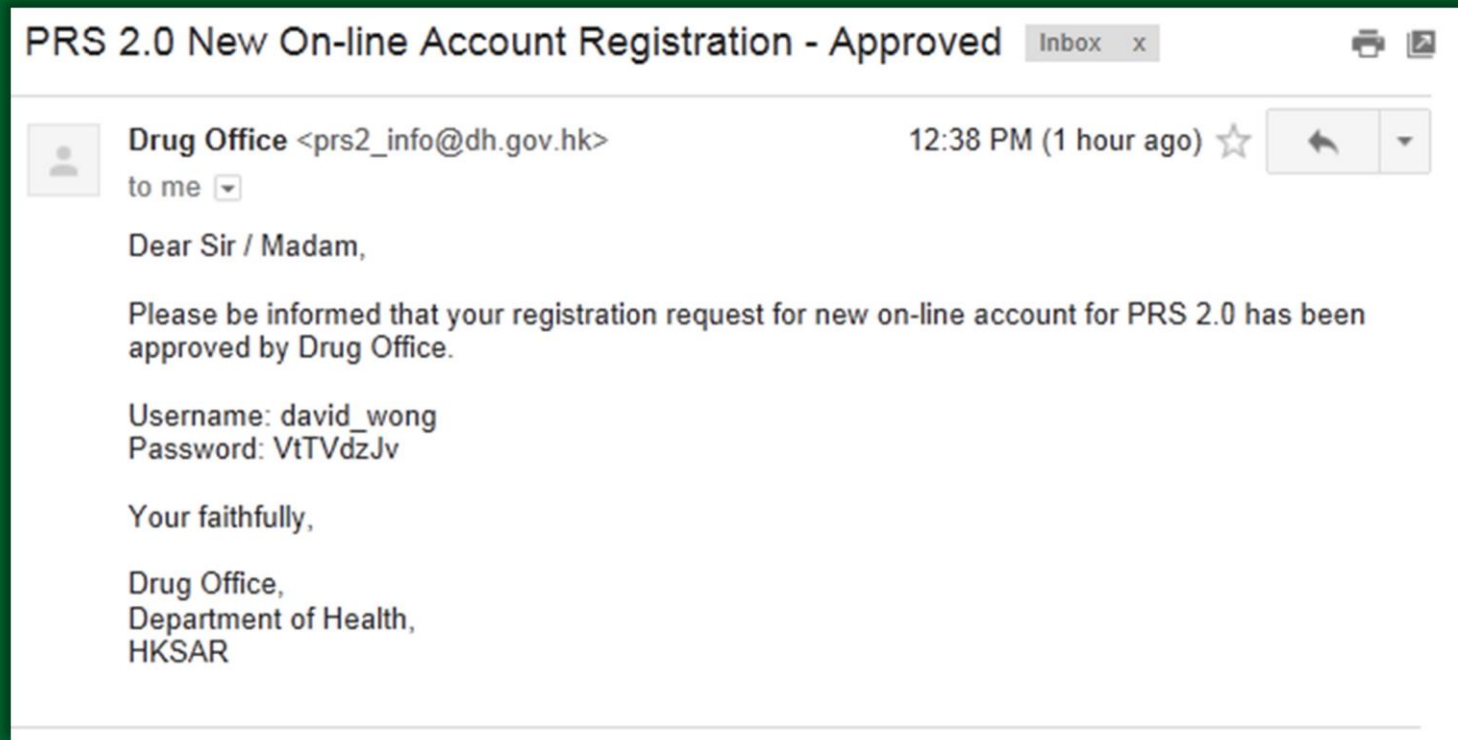 PRS 2.0 New On-line Account Registration - Approved Inbox x
Drug Office <prs2_info@dh.gov.hk> 12:38 PM (1 hour ago)
to me
Dear Sir / Madam,
Please be informed that your registration request for new on-line account for PRS 2.0 has been
approved by Drug Office.
Username: david_wong
Password: VtTVdzJv
Your faithfully,
Drug Office,
Department of Health,
HKSAR